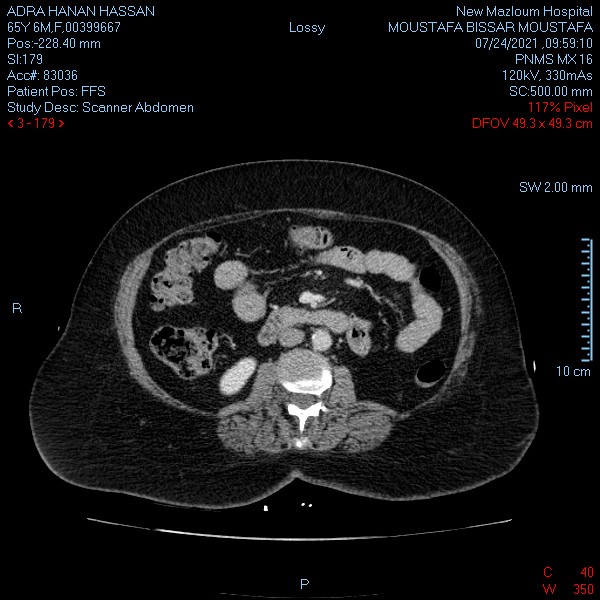 ADRA HANAN HASSAN
65Y 6M,F,00399667
Pos:-228.40 mm
SI:179
Acc#: 83036
Patient Pos: FFS
Study Desc: Scanner Abdomen
< 3 - 179 >
Lossy
New Mazloum Hospital
MOUSTAFA BISSAR MOUSTAFA
07/24/2021 ,09:59:10
PNMS MX 16
120kV, 330mAs
SC:500.00 mm
117% Pixel
DFOV 49.3 x 49.3 cm
SW 2.00 mm
R
10 cm
P
C 40
W 350